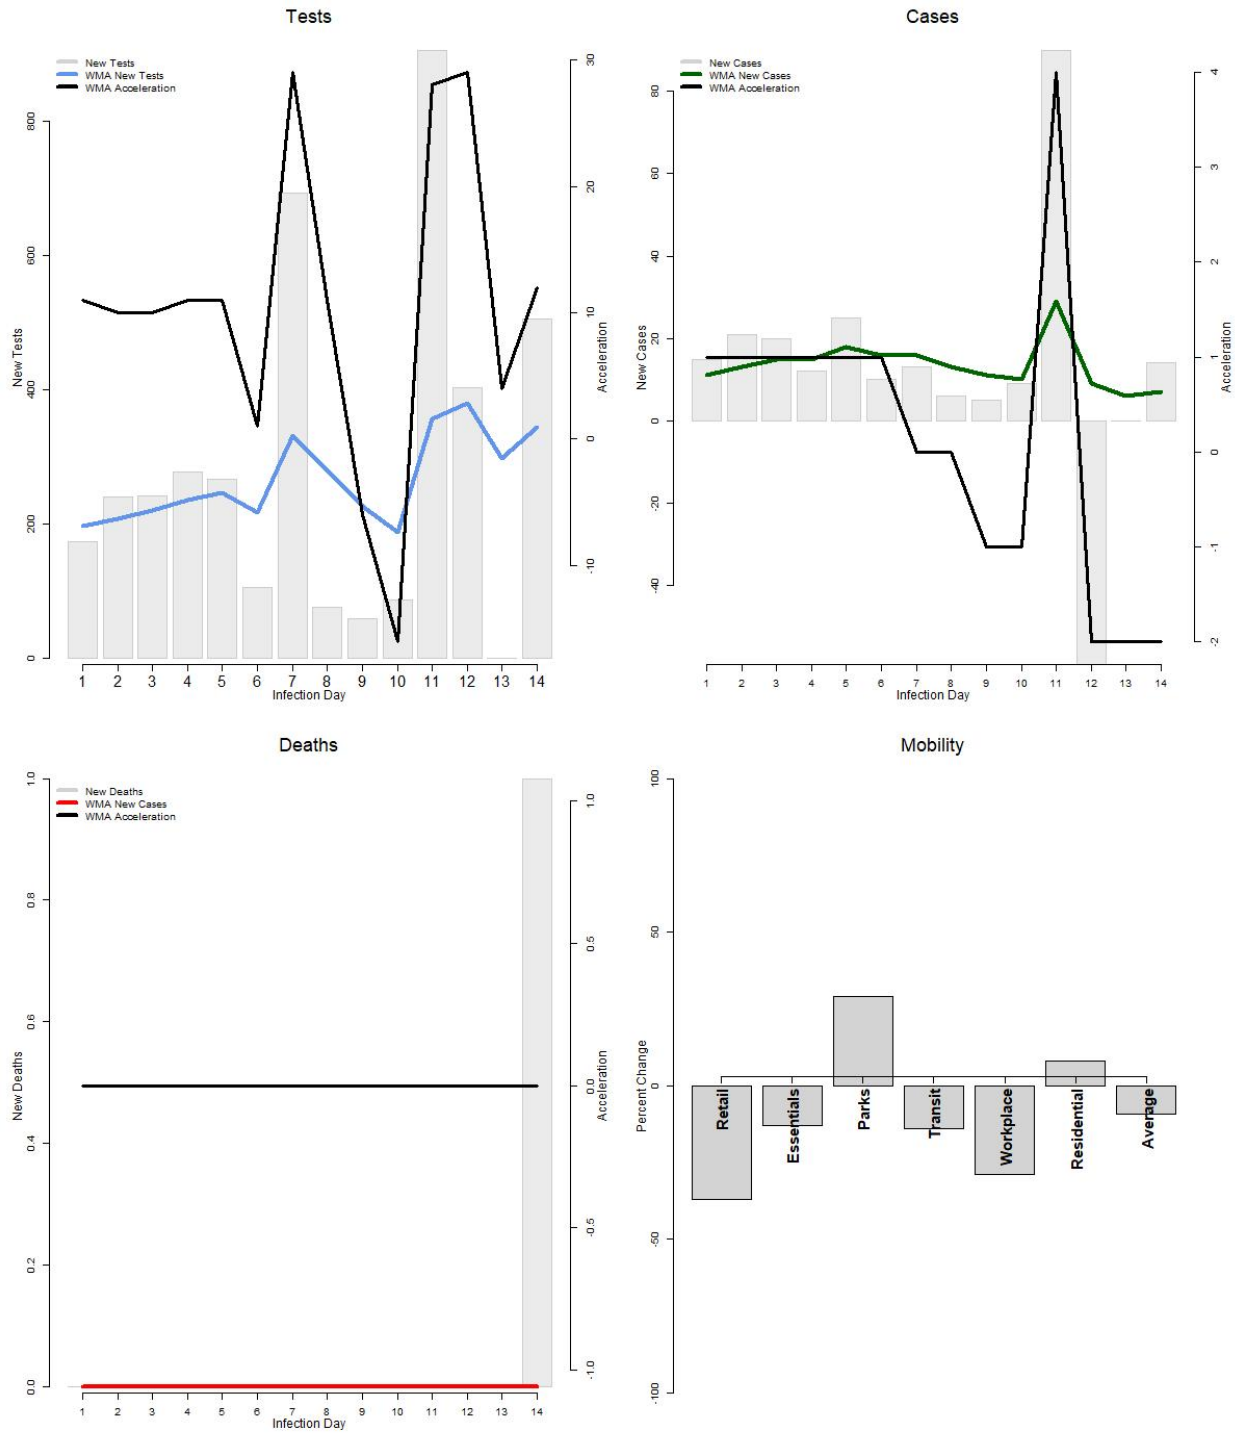 Tests
New Tests
WMA New Tests
WMA Acceleration
New Tests
0
200
400
600
800
Acceleration
-10
0
10
20
30
1 2 3 4 5 6 7 8 9 10 11 12 13 14
Infection Day
Cases
New Cases
WMA New Cases
WMA Acceleration
New Cases
-40
-20
0
20
40
60
80
Acceleration
-2
-1
0
1
2
3
4
1 2 3 4 5 6 7 8 9 10 11 12 13 14
Infection Day
Deaths
New Deaths
WMA New Cases
WMA Acceleration
New Deaths
0.0
0.2
0.4
0.6
0.8
1.0
Acceleration
-1.0
-0.5
0.0
0.5
1.0
1 2 3 4 5 6 7 8 9 10 11 12 13 14
Infection Day
Mobility
Percent Change
-100
-50
0
50
100
Retail
Essentials
Parks
Transit
Workplace
Residential
Average